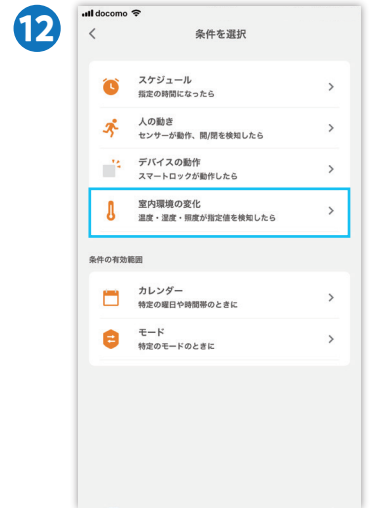 12
docomo
条件を選択
スケジュール
指定の時間になったら
人の動き
センサーが動作、開/閉を検知したら
デバイスの動作
スマートロックが動作したら
室内環境の変化
温度・湿度・照度が指定値を検知したら
条件の有効範囲
カレンダー
特定の曜日や時間帯のときに
モード
特定のモードのときに